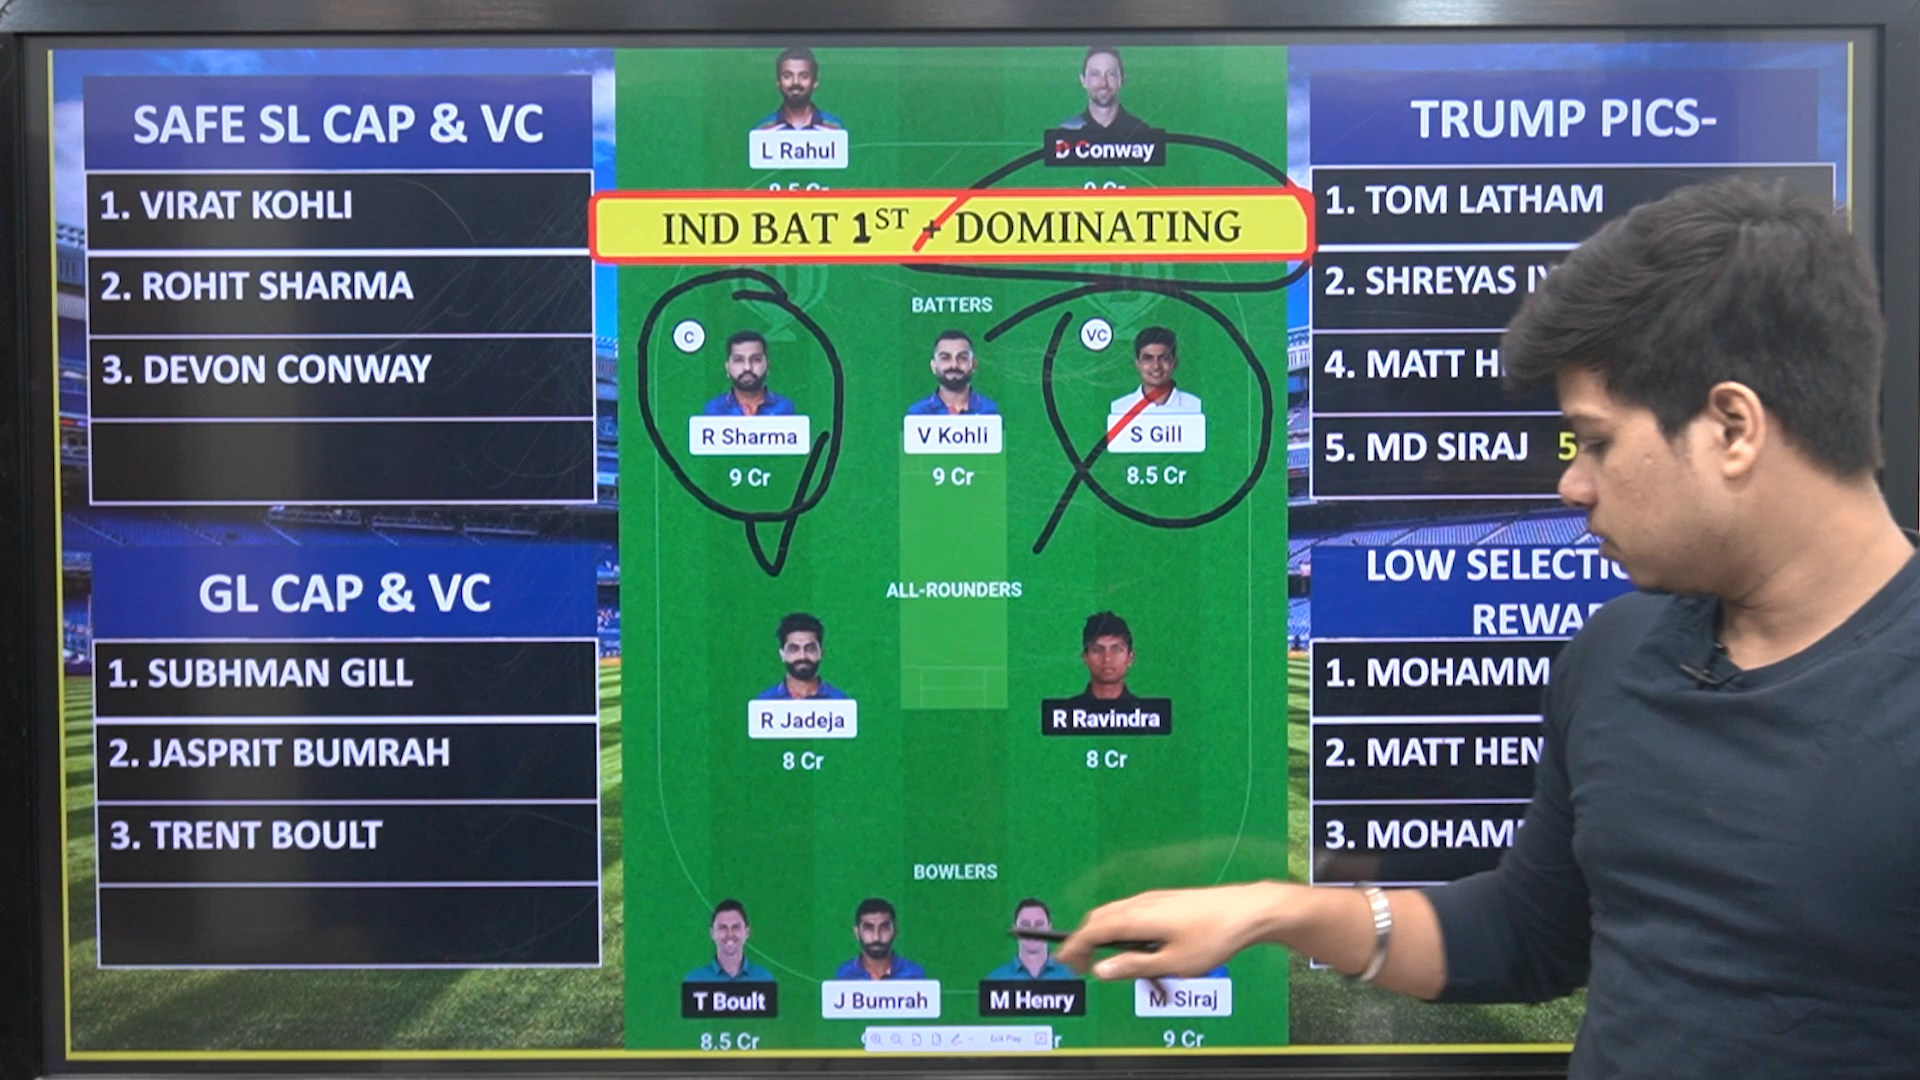 SAFE SL CAP & VC
1. VIRAT KOHLI
2. ROHIT SHARMA
3. DEVON CONWAY
GL CAP & VC
1. SUBHMAN GILL
2. JASPRIT BUMRAH
3. TRENT BOULT
L Rahul
D Conway
IND BAT 1ST + DOMINATING
BATTERS
C
VC
R Sharma
V Kohli
S Gill
9 Cr
9 Cr
8.5 Cr
ALL-ROUNDERS
R Jadeja
R Ravindra
8 Cr
8 Cr
BOWLERS
T Boult
J Bumrah
M Henry
M Siraj
8.5 Cr
9 Cr
TRUMP PICS-
1. TOM LATHAM
2. SHREYAS
4. MATT
5. MD SIRAJ 5
LOW
1.
2. MATT
3.